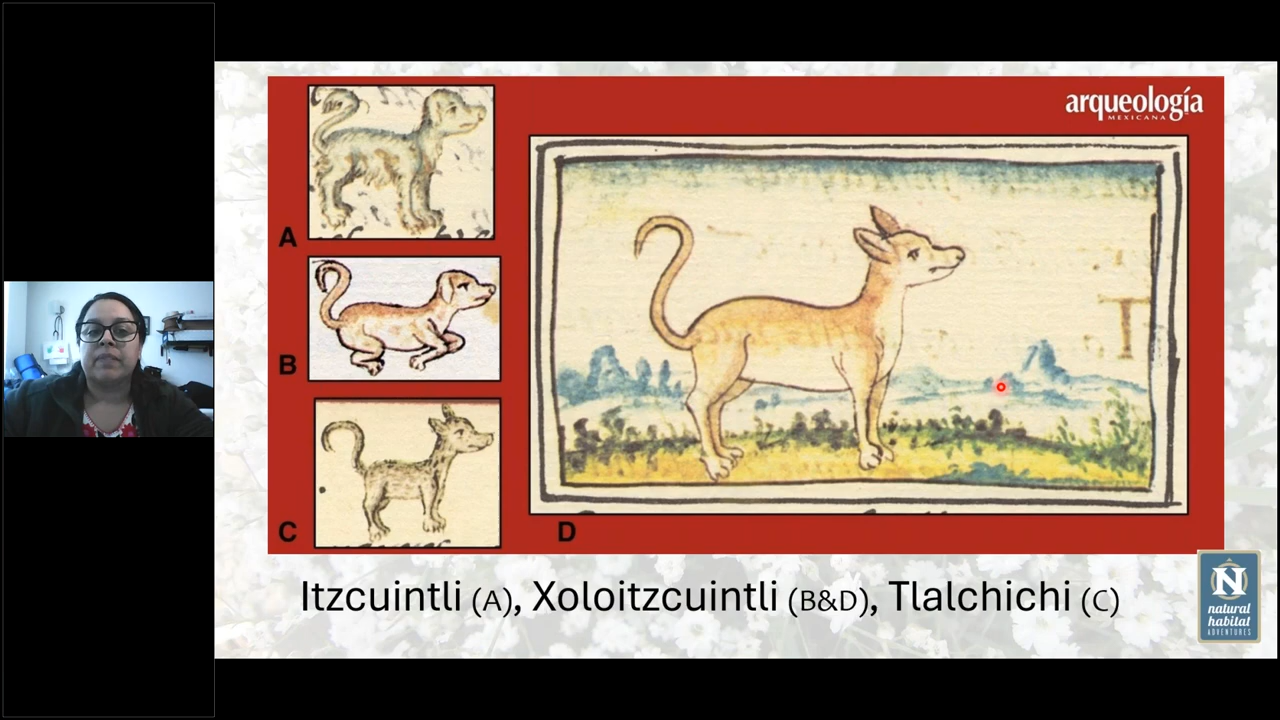 arqueología
MEXICANA
A
B
C
D
Itzcuintli (A), Xoloitzcuintli (B&D), Tlalchichi (C)
N
natural
habitat
ADVENTURES